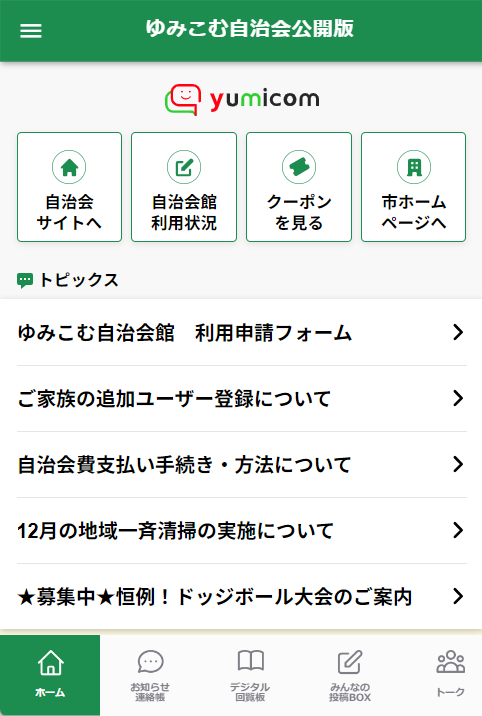 ゆみこむ自治会公開版
yumicom
自治会
サイトへ
自治会館
利用状況
クーポン
を見る
市ホーム
ページへ
トピックス
ゆみこむ自治会館　利用申請フォーム
ご家族の追加ユーザー登録について
自治会費支払い手続き・方法について
12月の地域一斉清掃の実施について
★募集中★恒例！ドッジボール大会のご案内
ホーム
お知らせ
連絡帳
デジタル
回覧板
みんなの
投稿BOX
トーク